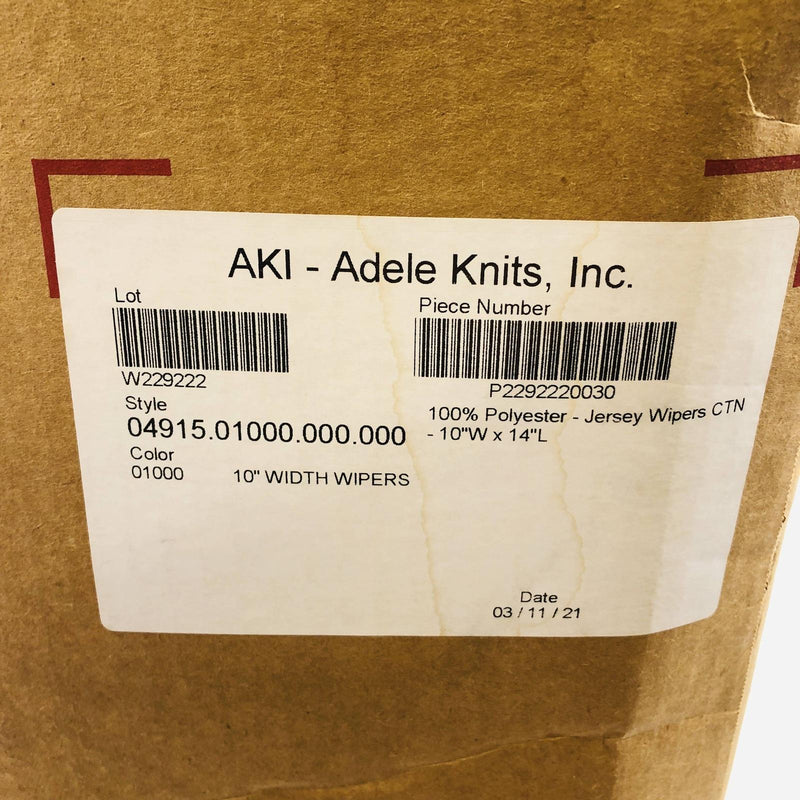 AKI - Adele Knits, Inc.
Lot
W229222
Piece Number
P2292220030
Style
04915.01000.000.000
100% Polyester - Jersey Wipers CTN
- 10"W x 14"L
Color
01000 10" WIDTH WIPERS
Date
03 / 11 / 21